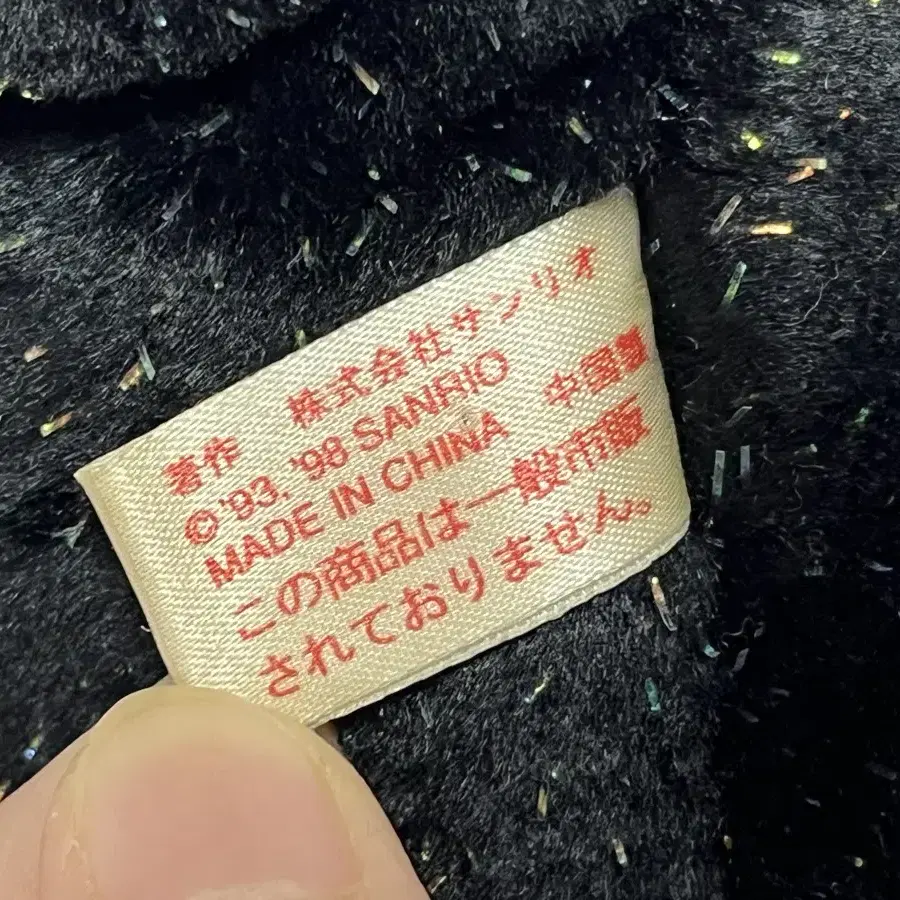 著作 株式会社サンリオ
©'93, '98 SANRIO
MADE IN CHINA 中国製
この商品は一般市販
されておりません。